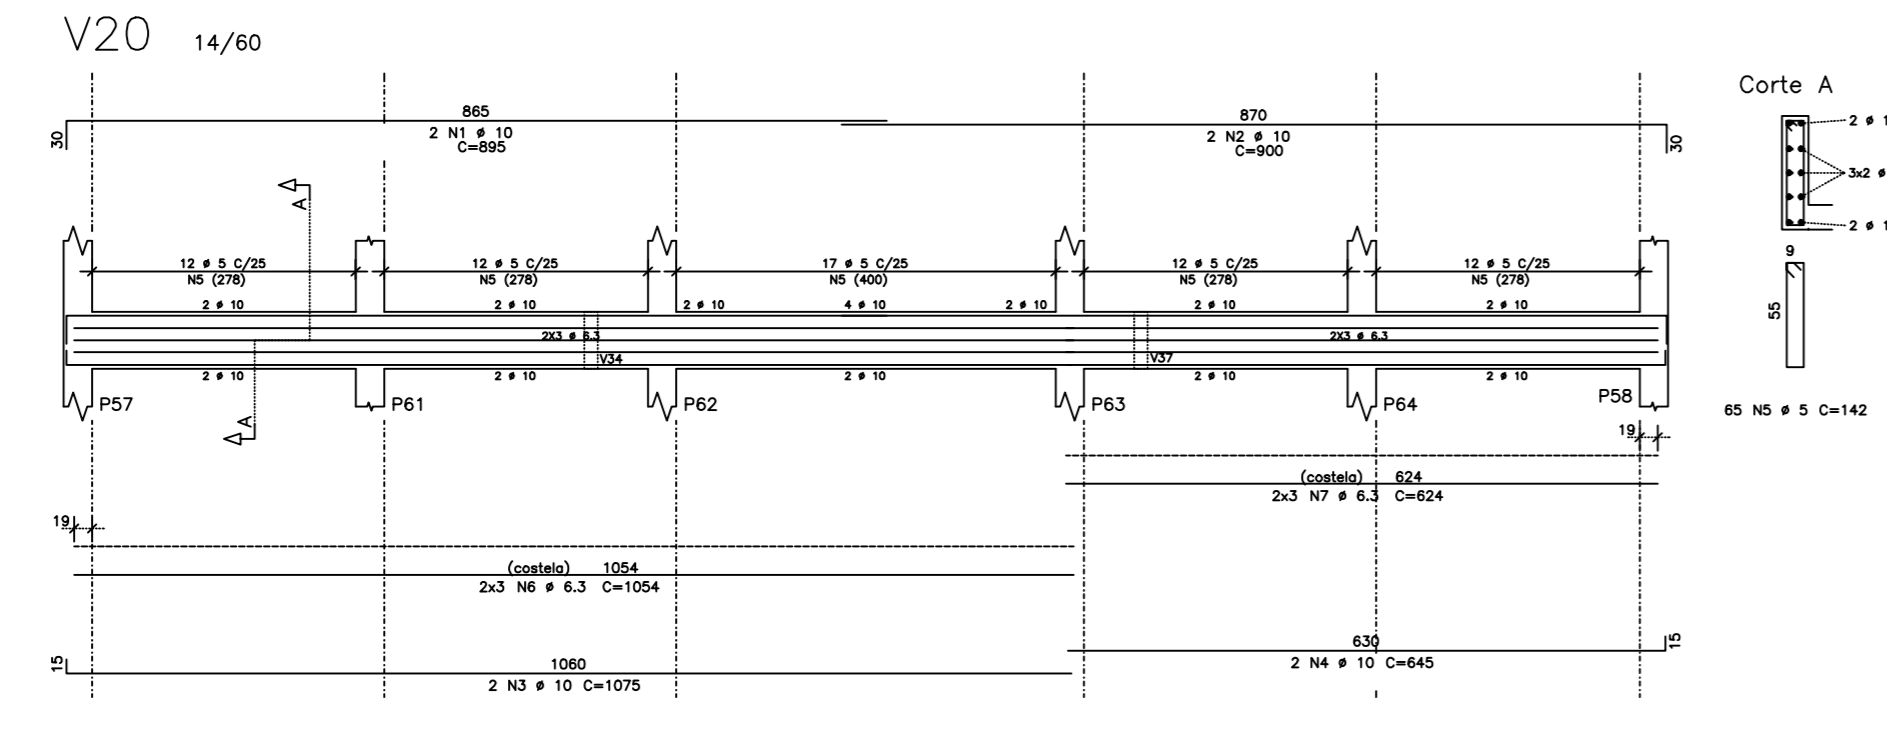 V20 14/60
Corte A
865
2 N1 ø 10
C=895
30
870
2 N2 ø 10
C=900
30
2 ø 1
3x2 ø
2 ø 1
A
12 ø 5 C/25
N5 (278)
12 ø 5 C/25
N5 (278)
17 ø 5 C/25
N5 (400)
12 ø 5 C/25
N5 (278)
12 ø 5 C/25
N5 (278)
2 ø 10
2 ø 10
2 ø 10
4 ø 10
2 ø 10
2 ø 10
2 ø 10
2X3 ø 6.3
2X3 ø 6.3
V34
V37
2 ø 10
2 ø 10
2 ø 10
2 ø 10
2 ø 10
P57
P61
P62
P63
P64
P58
A
9
55
65 N5 ø 5 C=142
19
(costela) 624
2x3 N7 ø 6.3 C=624
19
(costela) 1054
2x3 N6 ø 6.3 C=1054
630
2 N4 ø 10 C=645
15
15
1060
2 N3 ø 10 C=1075